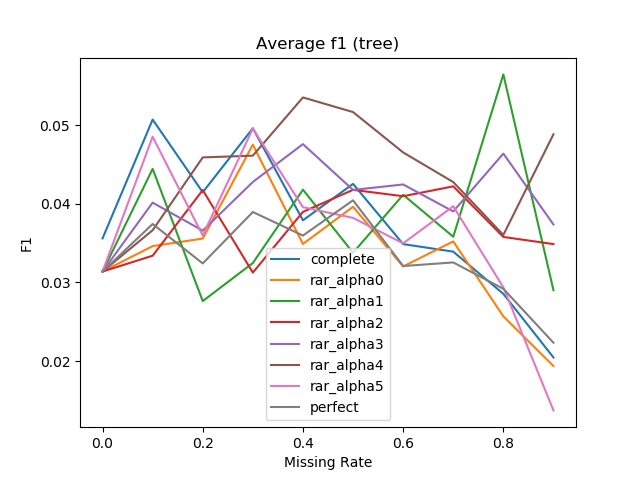 Average f1 (tree)
F1
0.05
0.04
0.03
0.02
complete
rar_alpha0
rar_alpha1
rar_alpha2
rar_alpha3
rar_alpha4
rar_alpha5
perfect
0.0 0.2 0.4 0.6 0.8
Missing Rate